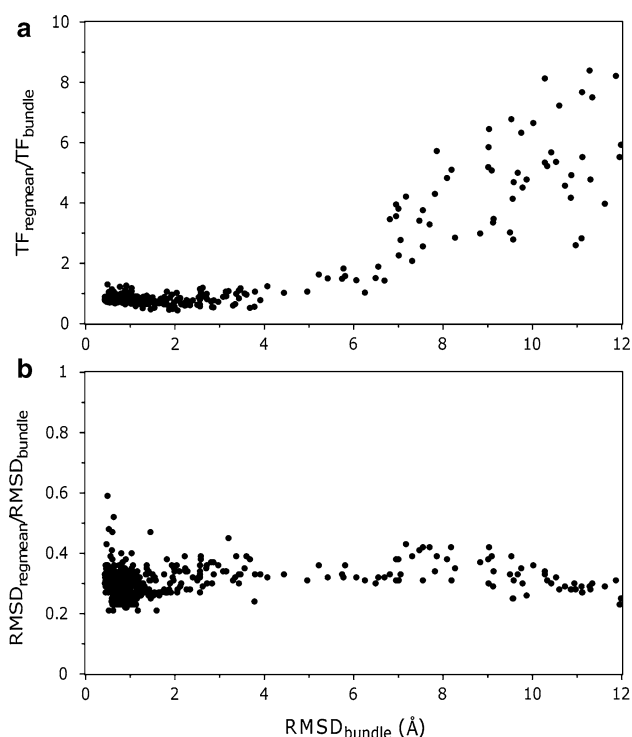 a
10
8
6
4
2
0
TFregmean/TFbundle
0 2 4 6 8 10 12
b
1
0.8
0.6
0.4
0.2
0
RMSDregmean/RMSDbundle
0 2 4 6 8 10 12
RMSDbundle (Å)